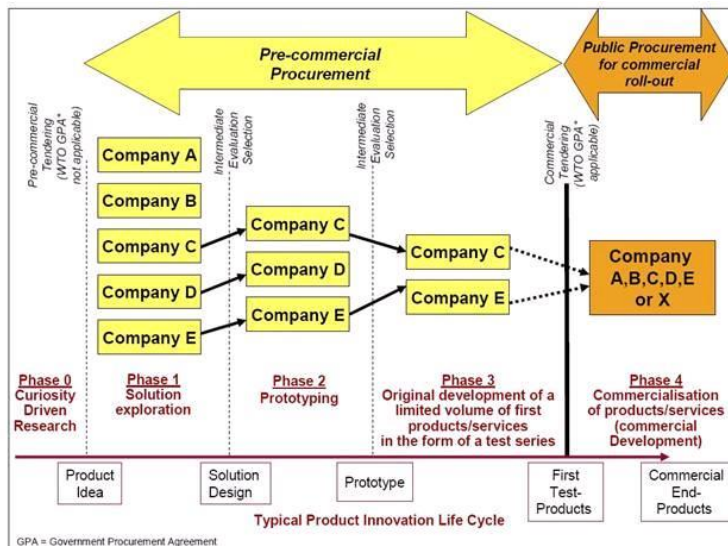 Pre-commercial
Procurement
Public Procurement
for commercial
roll-out
Pre-commercial
Tendering
(WTO GPA*
not applicable)
Intermediate
Evaluation
Selection
Intermediate
Evaluation
Selection
Commercial
Tendering
(WTO GPA*
applicable)
Company A
Company B
Company C
Company D
Company E
Company C
Company D
Company E
Company C
Company E
Company
A,B,C,D,E
or X
Phase 0
Curiosity
Driven
Research
Phase 1
Solution
exploration
Phase 2
Prototyping
Phase 3
Original development of a
limited volume of first
products/services
in the form of a test series
Phase 4
Commercialisation
of products/services
(commercial
Development)
Product
Idea
Solution
Design
Prototype
First
Test-
Products
Commercial
End-
Products
Typical Product Innovation Life Cycle
GPA = Government Procurement Agreement